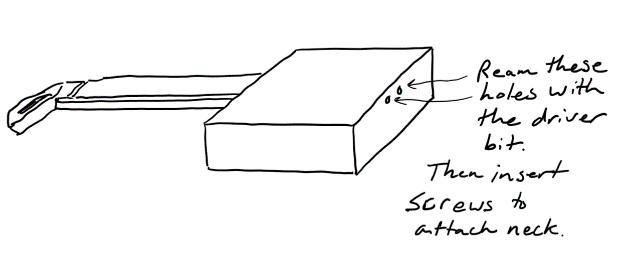 Ream these
holes with
the driver
bit.
Then insert
screws to
attach neck.